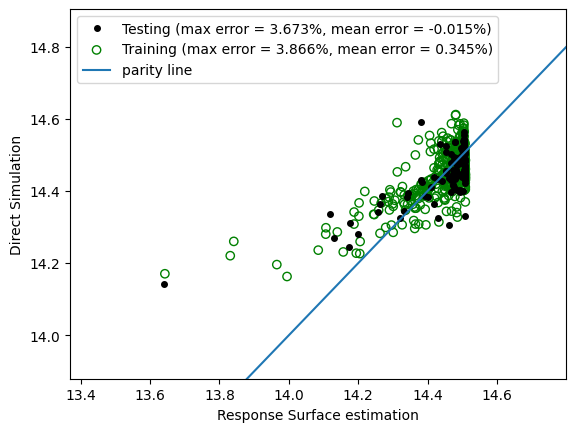 Testing (max error = 3.673%, mean error = -0.015%)
Training (max error = 3.866%, mean error = 0.345%)
parity line
14.8
14.6
14.4
14.2
14.0
Direct Simulation
13.4 13.6 13.8 14.0 14.2 14.4 14.6
Response Surface estimation